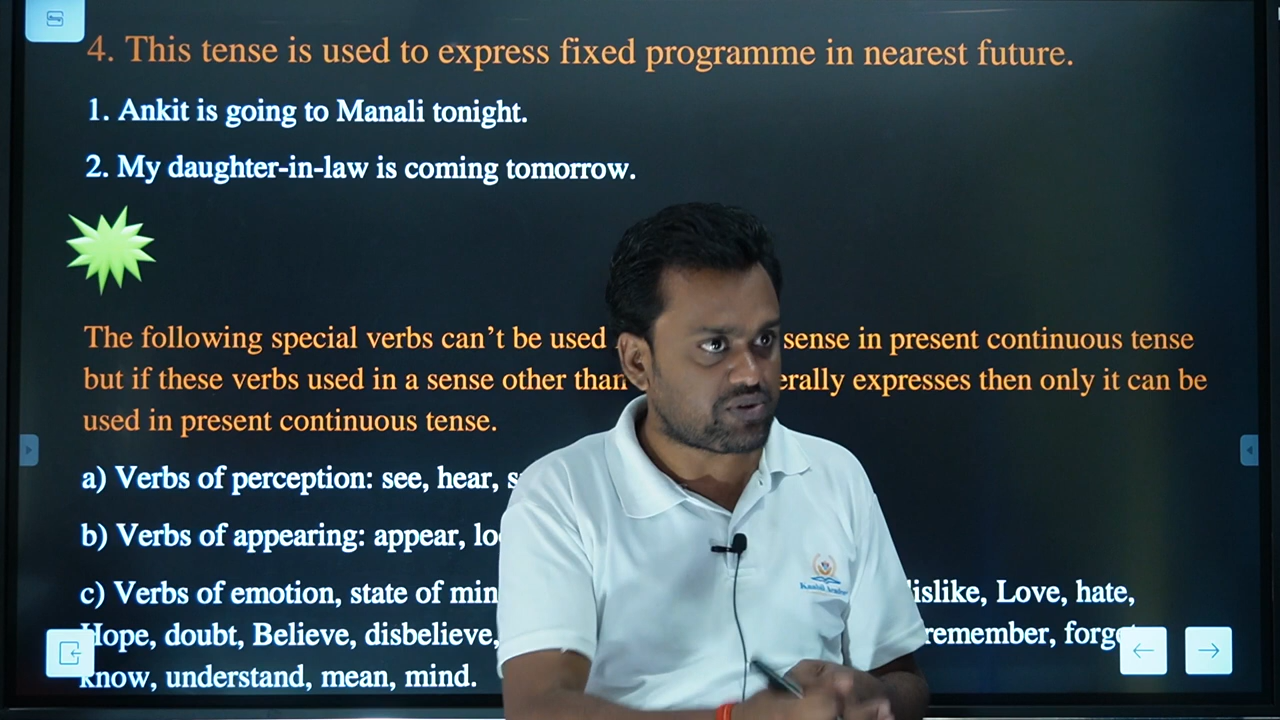 4. This tense is used to express fixed programme in nearest future.
1. Ankit is going to Manali tonight.
2. My daughter-in-law is coming tomorrow.
The following special verbs can't be used sense in present continuous tense
but if these verbs used in a sense other than expresses then only it can be
used in present continuous tense.
a) Verbs of perception: see, hear,
b) Verbs of appearing: appear,
c) Verbs of emotion, state of Love, hate,
Hope, doubt, Believe, disbelieve, remember,
know, understand, mean, mind.